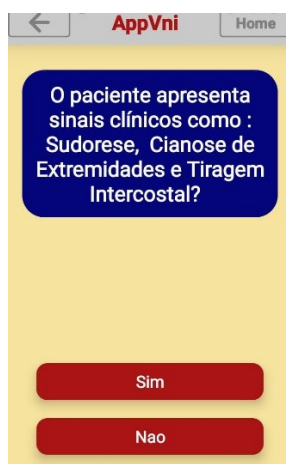 AppVni
Home
O paciente apresenta
sinais clínicos como :
Sudorese, Cianose de
Extremidades e Tiragem
Intercostal?
Sim
Nao